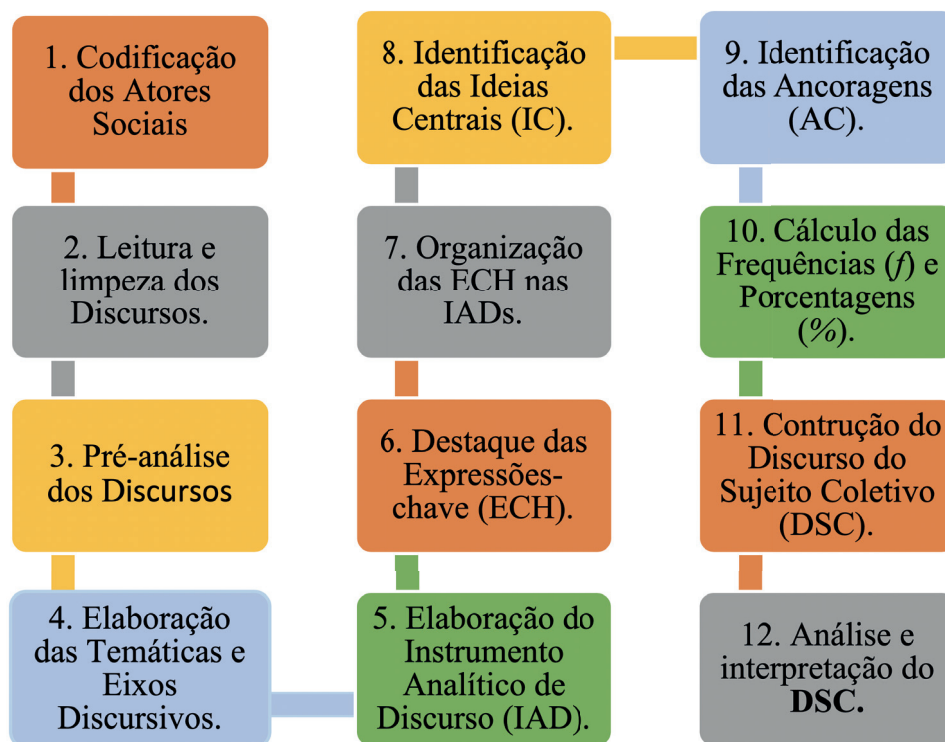 1. Codificação
dos Atores
Sociais
2. Leitura e
limpeza dos
Discursos.
3. Pré-análise
dos Discursos
4. Elaboração
das Temáticas e
Eixos
Discursivos.
5. Elaboração do
Instrumento
Analítico de
Discurso (IAD).
6. Destaque das
Expressões-
chave (ECH).
7. Organização
das ECH nas
IADs.
8. Identificação
das Ideias
Centrais (IC).
9. Identificação
das Ancoragens
(AC).
10. Cálculo das
Frequências (f) e
Porcentagens
(%).
11. Contrução do
Discurso do
Sujeito Coletivo
(DSC).
12. Análise e
interpretação do
DSC.